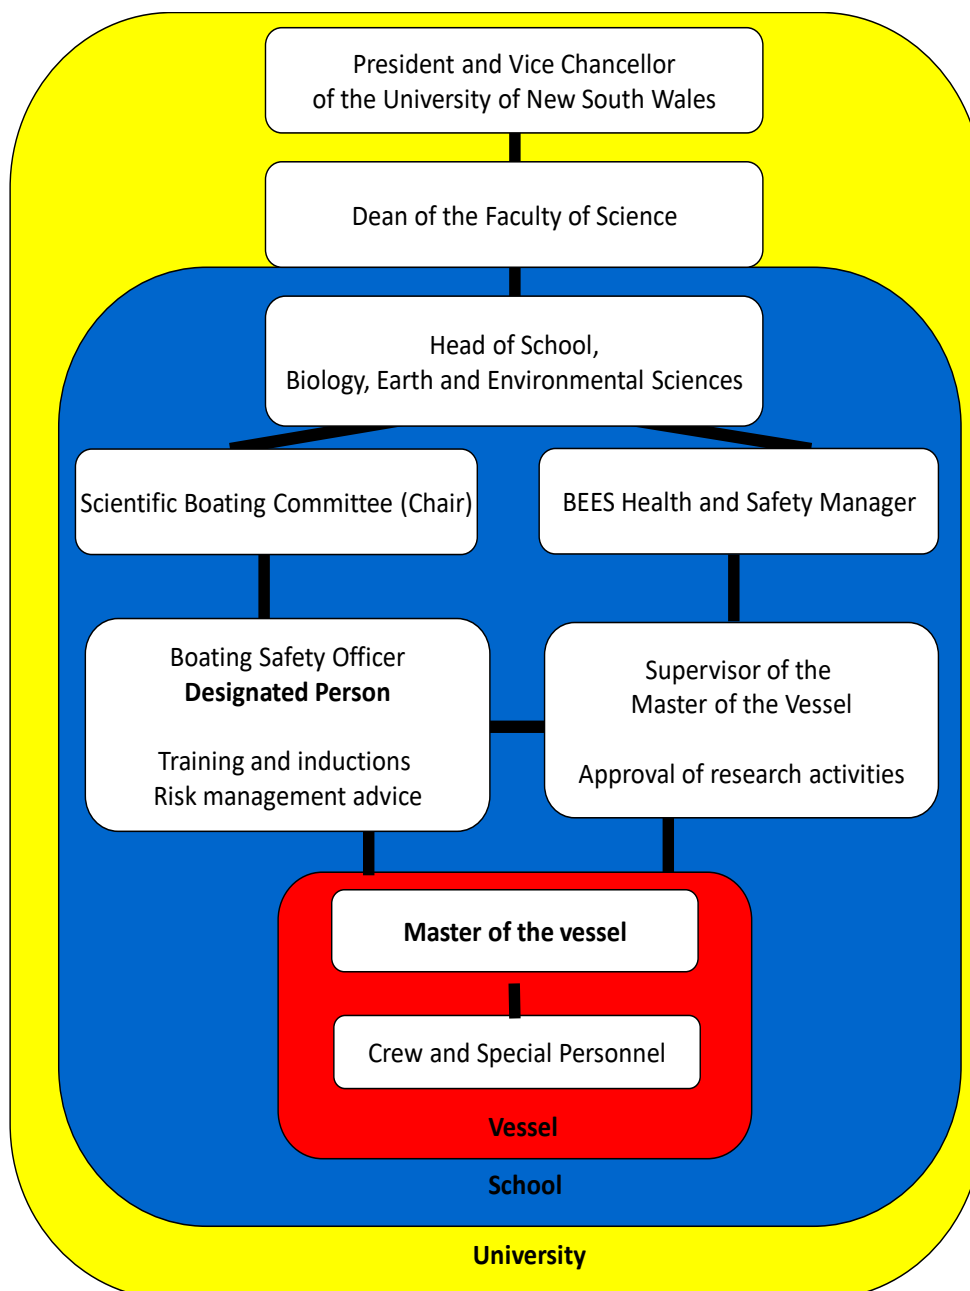 President and Vice Chancellor
of the University of New South Wales
Dean of the Faculty of Science
Head of School,
Biology, Earth and Environmental Sciences
Scientific Boating Committee (Chair)
BEES Health and Safety Manager
Boating Safety Officer
Designated Person
Training and inductions
Risk management advice
Supervisor of the
Master of the Vessel
Approval of research activities
Master of the vessel
Crew and Special Personnel
Vessel
School
University